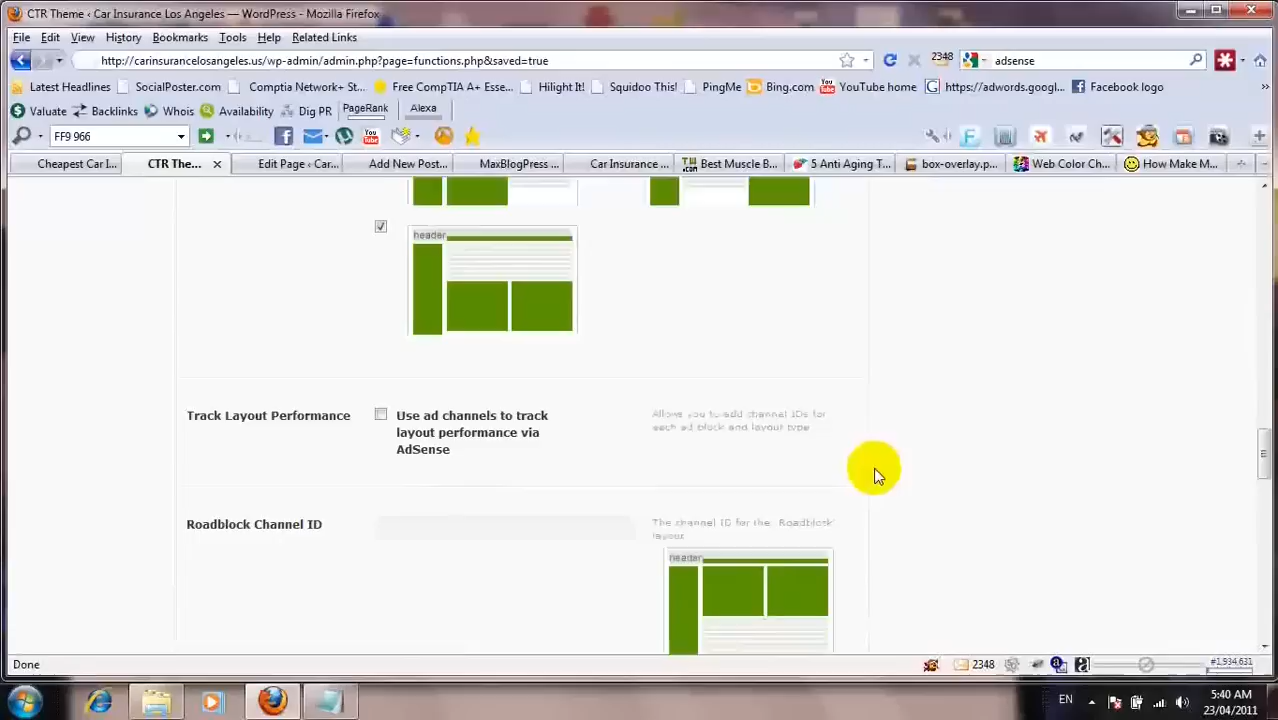 CTR Theme ‹ Car Insurance Los Angeles — WordPress - Mozilla Firefox
File Edit View History Bookmarks Tools Help Related Links
http://carinsurancelosangeles.us/wp-admin/admin.php?page=functions.php&saved=true 2348 adsense
Latest Headlines SocialPoster.com Comptia Network+ St... Free CompTIA A+ Esse... Hilight It! Squidoo This! PingMe Bing.com YouTube home https://adwords.googl... Facebook logo »
Valuate Backlinks Whois Availability Dig PR PageRank Alexa
FF9 966
Cheapest Car I... CTR The... Edit Page ‹ Car... Add New Post... MaxBlogPress ... Car Insurance ... Best Muscle B... 5 Anti Aging T... box-overlay.p... Web Color Ch... How Make M...
header
Track Layout Performance
Use ad channels to track
layout performance via
AdSense
Allows you to add channel IDs for
each ad block and layout type
Roadblock Channel ID
The channel ID for the Roadblock
layout
header
Done 2348 #1,934,631
EN 5:40 AM
23/04/2011